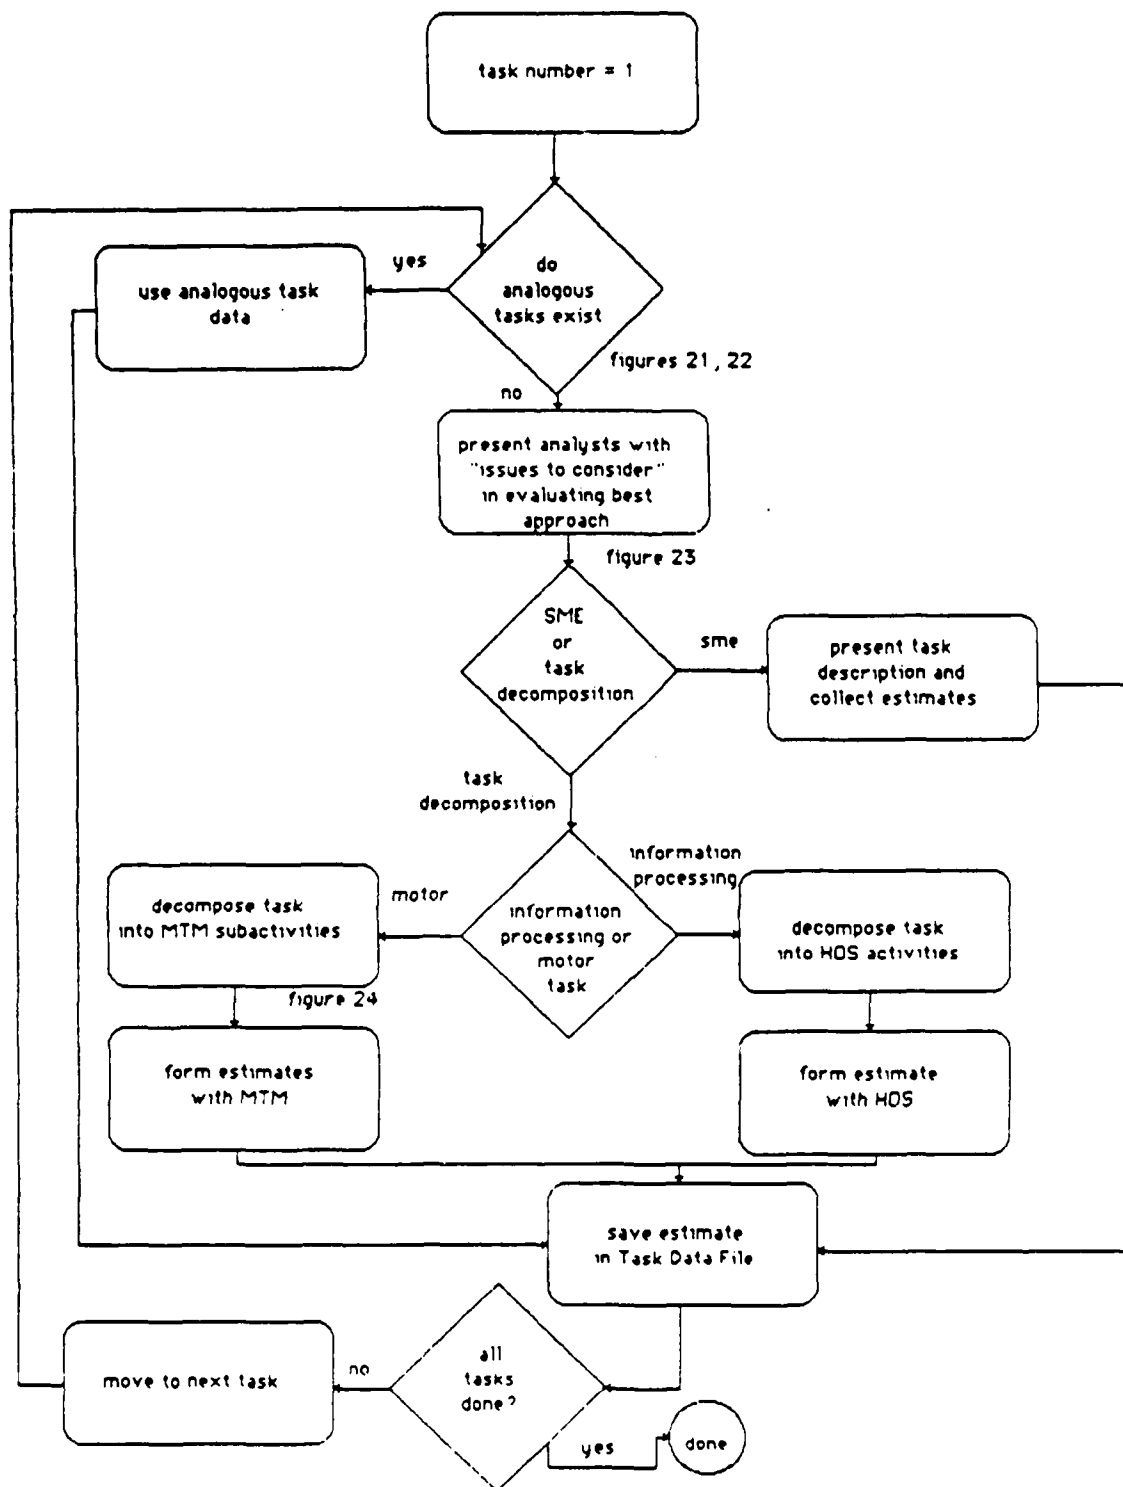 task number = 1
yes
use analogous task
data
do
analogous
tasks exist
figures 21, 22
no
present analysts with
"issues to consider"
in evaluating best
approach
figure 23
SME
or
task
decomposition
sme
present task
description and
collect estimates
task
decomposition
information
processing
motor
decompose task
into MTM subactivities
information
processing or
motor
task
decompose task
into HOS activities
figure 24
form estimates
with MTM
form estimate
with HOS
save estimate
in Task Data File
all
tasks
done?
no
move to next task
yes
done